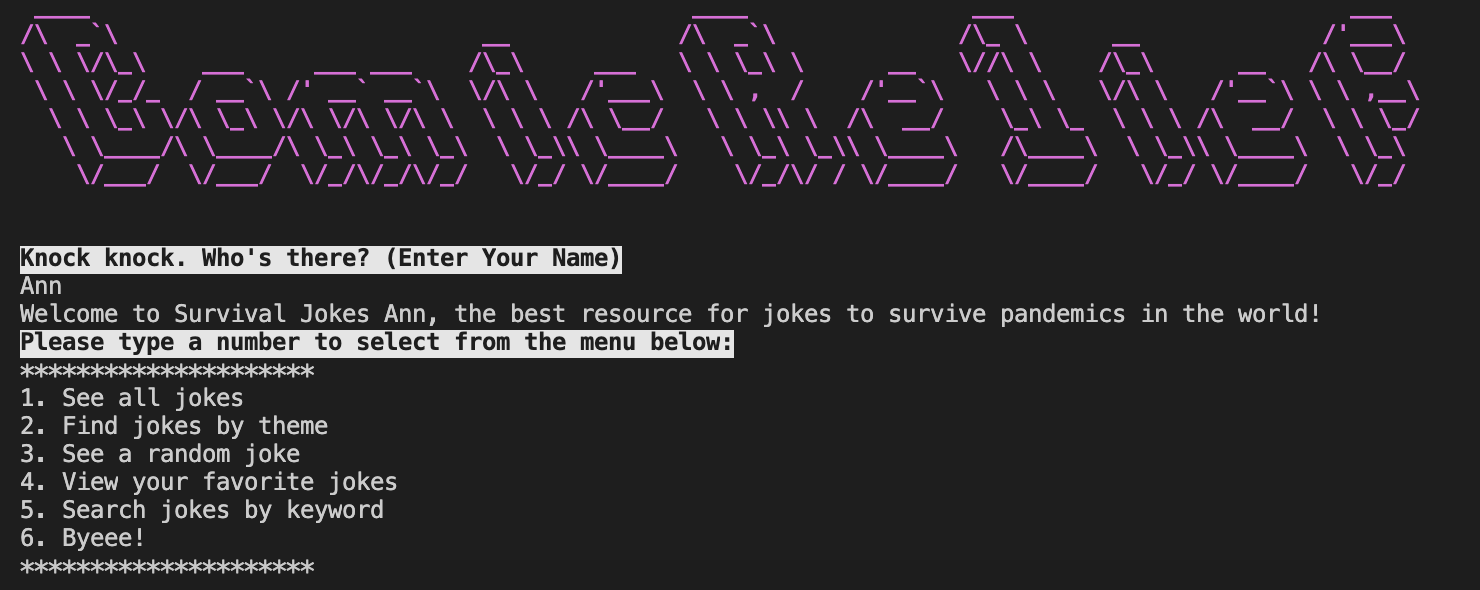 ComicRelief
Knock knock. Who's there? (Enter Your Name)
Ann
Welcome to Survival Jokes Ann, the best resource for jokes to survive pandemics in the world!
Please type a number to select from the menu below:
*********************
1. See all jokes
2. Find jokes by theme
3. See a random joke
4. View your favorite jokes
5. Search jokes by keyword
6. Byeee!
*********************